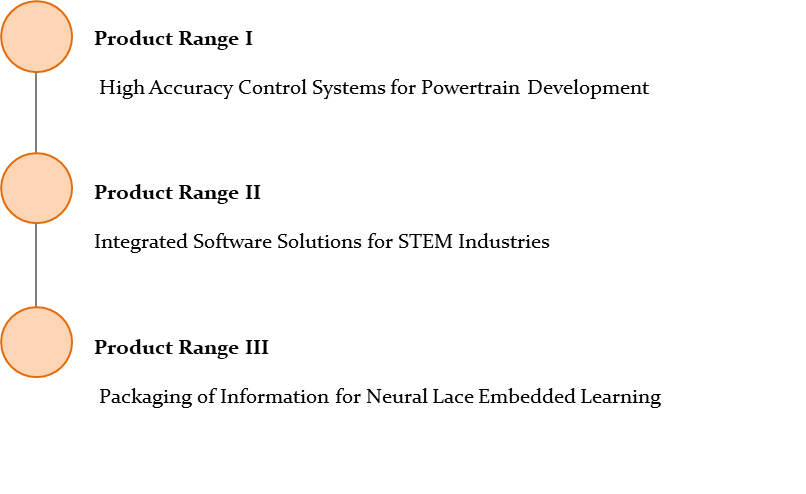 Product Range I
High Accuracy Control Systems for Powertrain Development
Product Range II
Integrated Software Solutions for STEM Industries
Product Range III
Packaging of Information for Neural Lace Embedded Learning